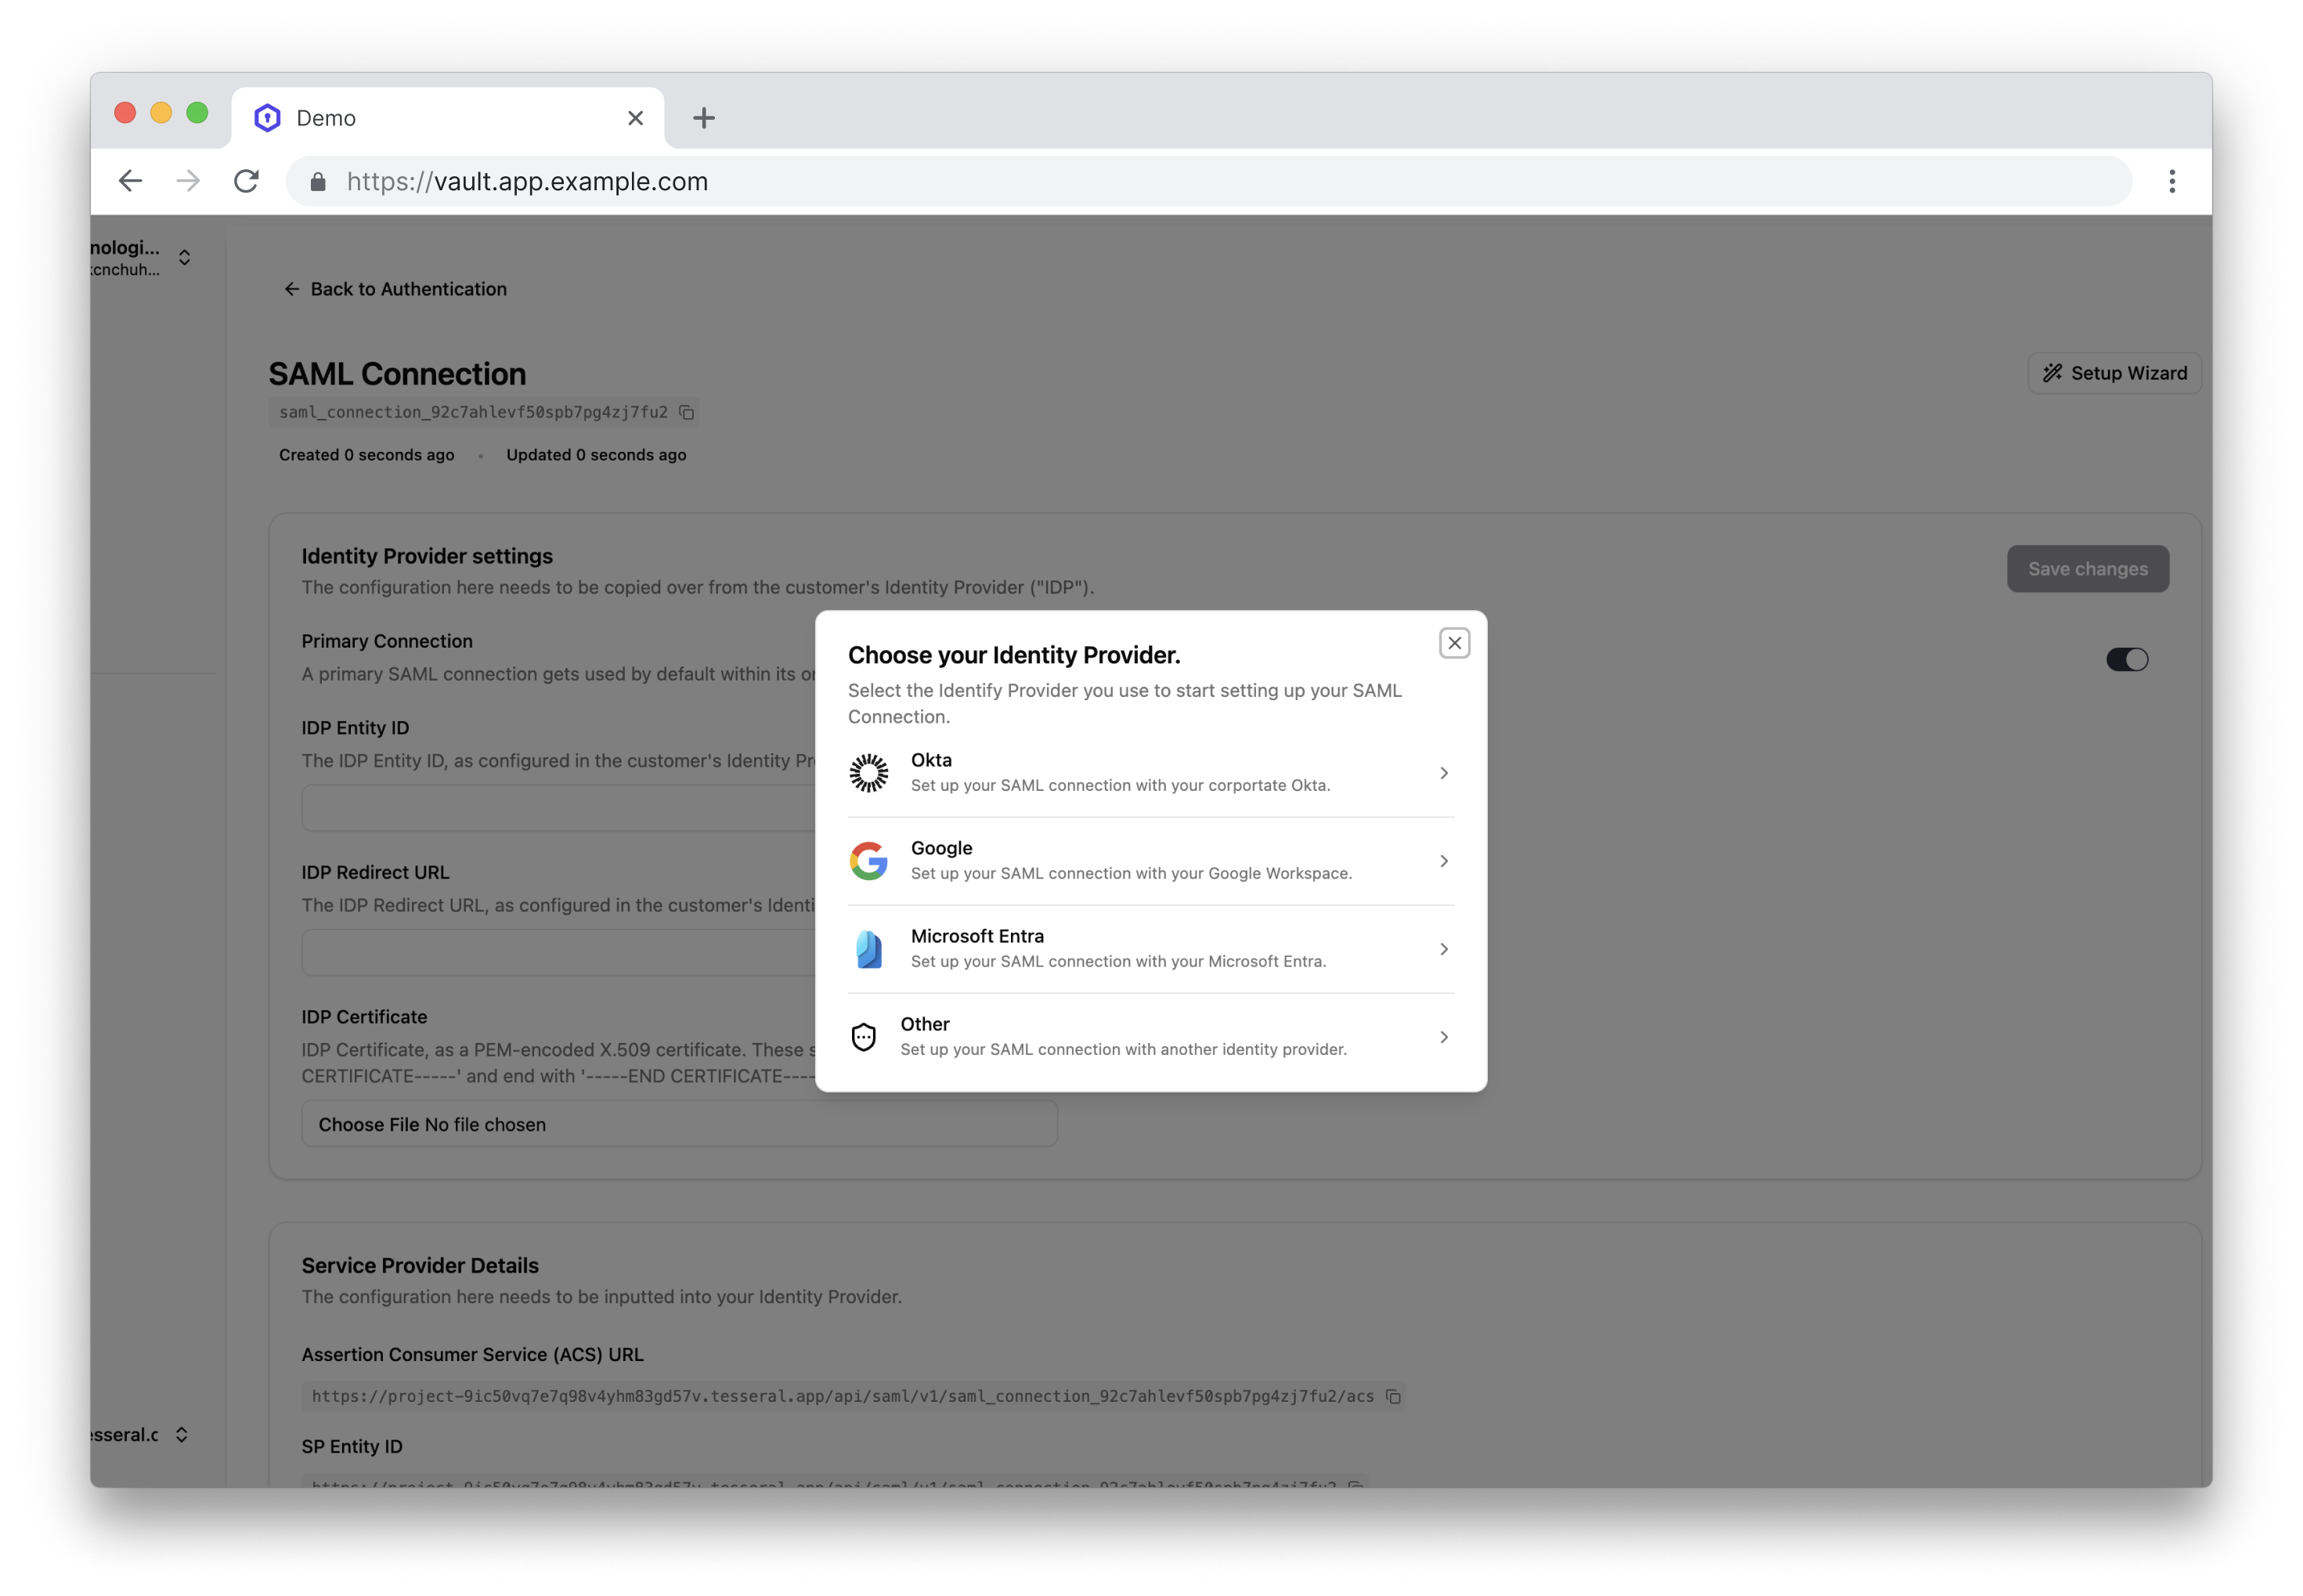 Demo
https://vault.app.example.com
nologi...
cnchuh...
Back to Authentication
SAML Connection
Setup Wizard
saml_connection_92c7ahlevf50spb7pg4zj7fu2
Created 0 seconds ago • Updated 0 seconds ago
Identity Provider settings
Save changes
The configuration here needs to be copied over from the customer's Identity Provider ("IDP").
Primary Connection
A primary SAML connection gets used by default within its or
IDP Entity ID
The IDP Entity ID, as configured in the customer's Identity Pr
IDP Redirect URL
The IDP Redirect URL, as configured in the customer's Identi
IDP Certificate
IDP Certificate, as a PEM-encoded X.509 certificate. These s
CERTIFICATE-----' and end with '-----END CERTIFICATE----
Choose File No file chosen
Choose your Identity Provider.
Select the Identify Provider you use to start setting up your SAML
Connection.
Okta
Set up your SAML connection with your corportate Okta.
Google
Set up your SAML connection with your Google Workspace.
Microsoft Entra
Set up your SAML connection with your Microsoft Entra.
Other
Set up your SAML connection with another identity provider.
Service Provider Details
The configuration here needs to be inputted into your Identity Provider.
Assertion Consumer Service (ACS) URL
https://project-9ic50vq7e7q98v4yhm83gd57v.tesseral.app/api/saml/v1/saml_connection_92c7ahlevf50spb7pg4zj7fu2/acs
esseral.c
SP Entity ID
https://project-9ic50vq7e7q98v4yhm83gd57v.tesseral.app/api/saml/v1/saml_connection_92c7ahlevf50spb7pg4zj7fu2